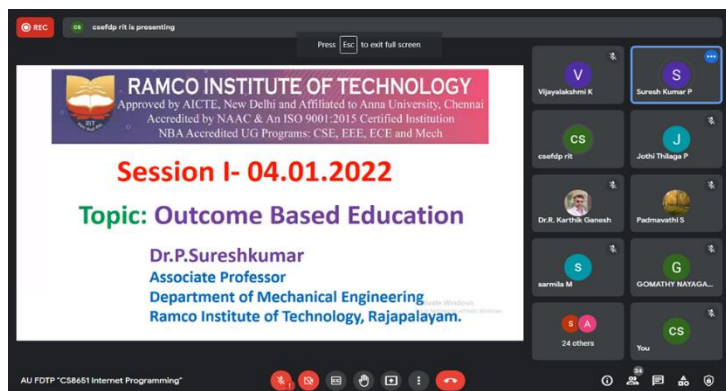 REC
cs
csefdp rit is presenting
Press Esc to exit full screen
RAMCO INSTITUTE OF TECHNOLOGY
Approved by AICTE, New Delhi and Affiliated to Anna University, Chennai
Accredited by NAAC & An ISO 9001:2015 Certified Institution
NBA Accredited UG Programs: CSE, EEE, ECE and Mech
RIT
Session I- 04.01.2022
Topic: Outcome Based Education
Dr.P.Sureshkumar
Associate Professor
Department of Mechanical Engineering
Ramco Institute of Technology, Rajapalayam.
V
Vijayalakshmi K
S
Suresh Kumar P
cs
csefdp rit
J
Jothi Thilaga P
Dr.R. Karthik Ganesh
Padmavathi S
s
sarmila M
G
GOMATHY NAYAGA...
S A
24 others
cs
You
AU FDTP "CS8651 Internet Programming"
34